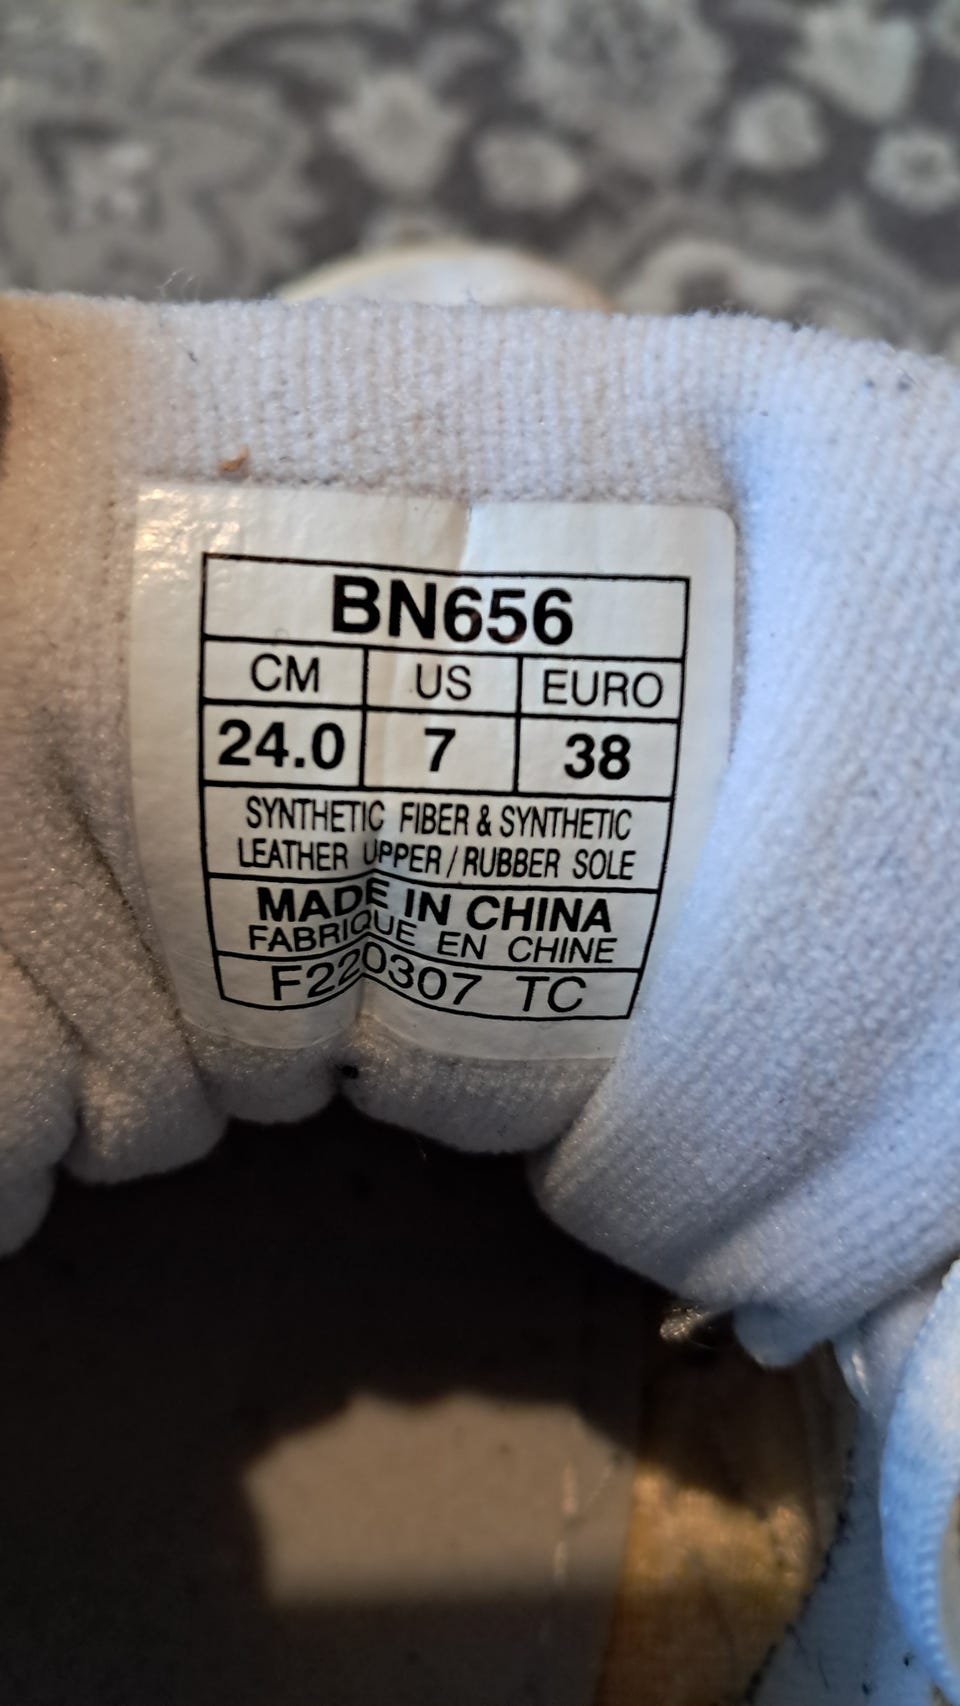 BN656
CM US EURO
24.0 7 38
SYNTHETIC FIBER & SYNTHETIC
LEATHER UPPER / RUBBER SOLE
MADE IN CHINA
FABRIQUE EN CHINE
F220307 TC